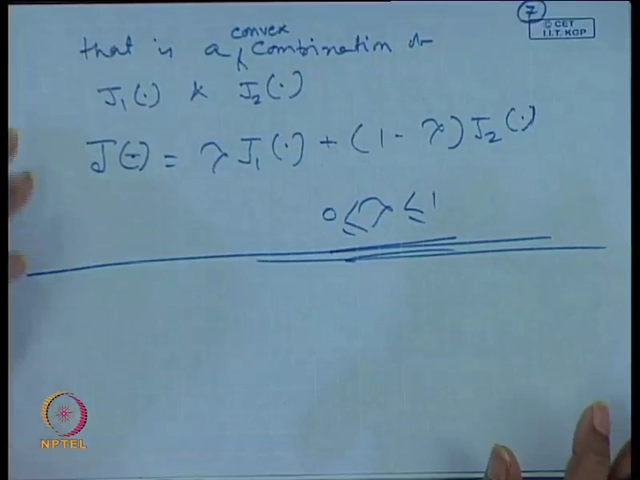 7
© CET
I.I.T. KGP
that is a convex combination of
J₁(·) & J₂(·)
J(·) = λ J₁(·) + (1 - λ) J₂(·)
0 ≤ λ ≤ 1
NPTEL